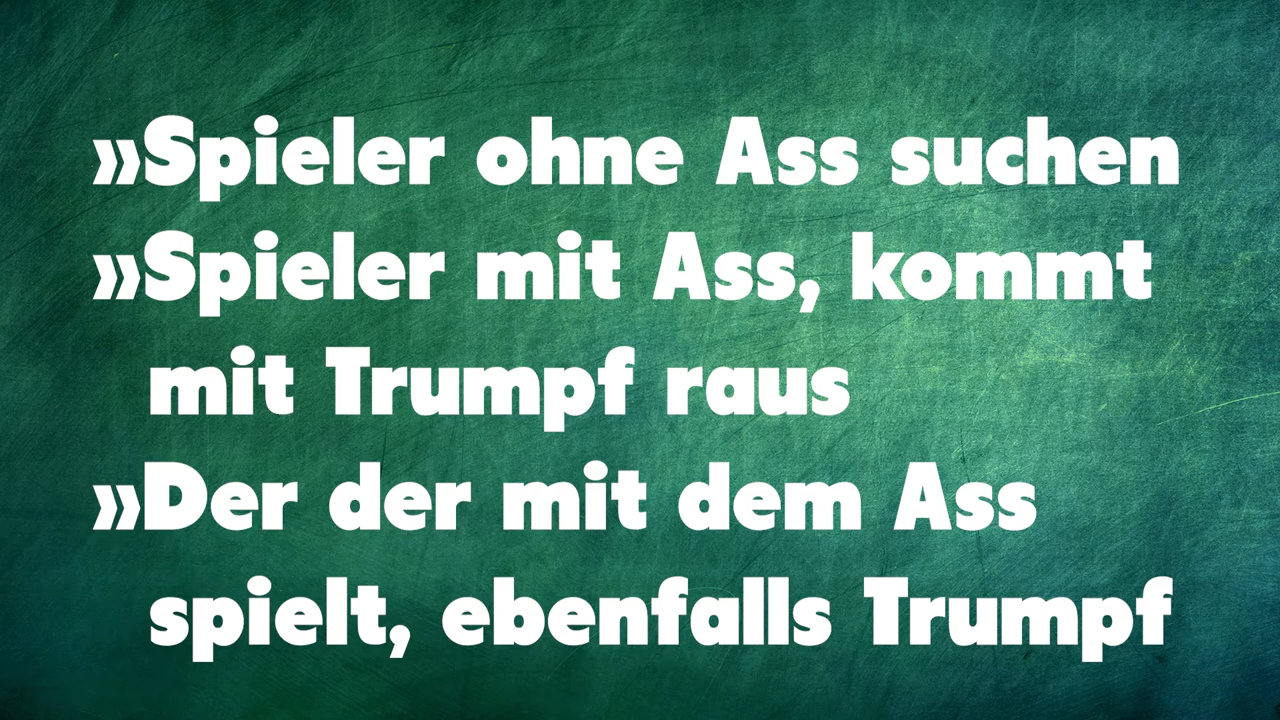 »Spieler ohne Ass suchen
»Spieler mit Ass, kommt
mit Trumpf raus
»Der der mit dem Ass
spielt, ebenfalls Trumpf